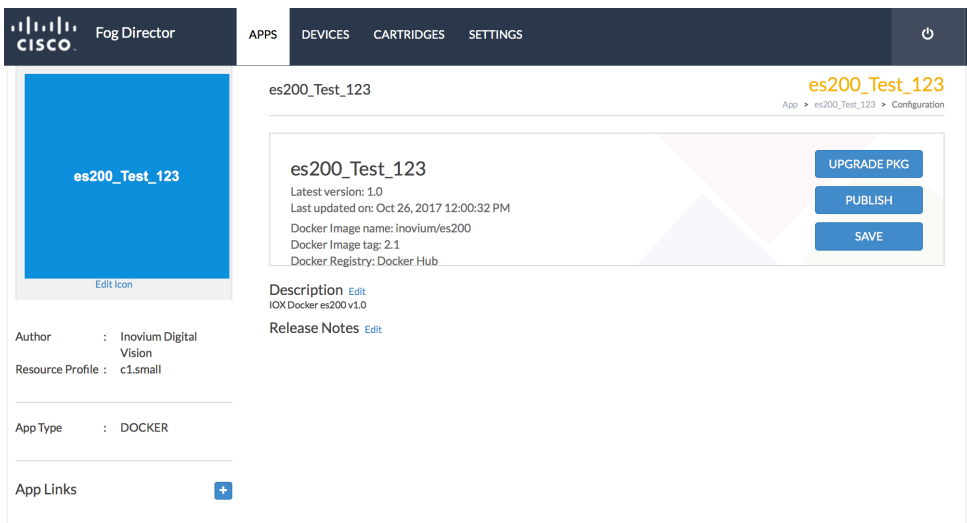 CISCO
Fog Director
APPS
DEVICES
CARTRIDGES
SETTINGS
es200_Test_123
Edit Icon
Author : Inovium Digital
Vision
Resource Profile : c1.small
App Type : DOCKER
App Links
es200_Test_123
es200_Test_123
App > es200_Test_123 > Configuration
es200_Test_123
Latest version: 1.0
Last updated on: Oct 26, 2017 12:00:32 PM
Docker Image name: inovium/es200
Docker Image tag: 2.1
Docker Registry: Docker Hub
UPGRADE PKG
PUBLISH
SAVE
Description Edit
IOX Docker es200 v1.0
Release Notes Edit